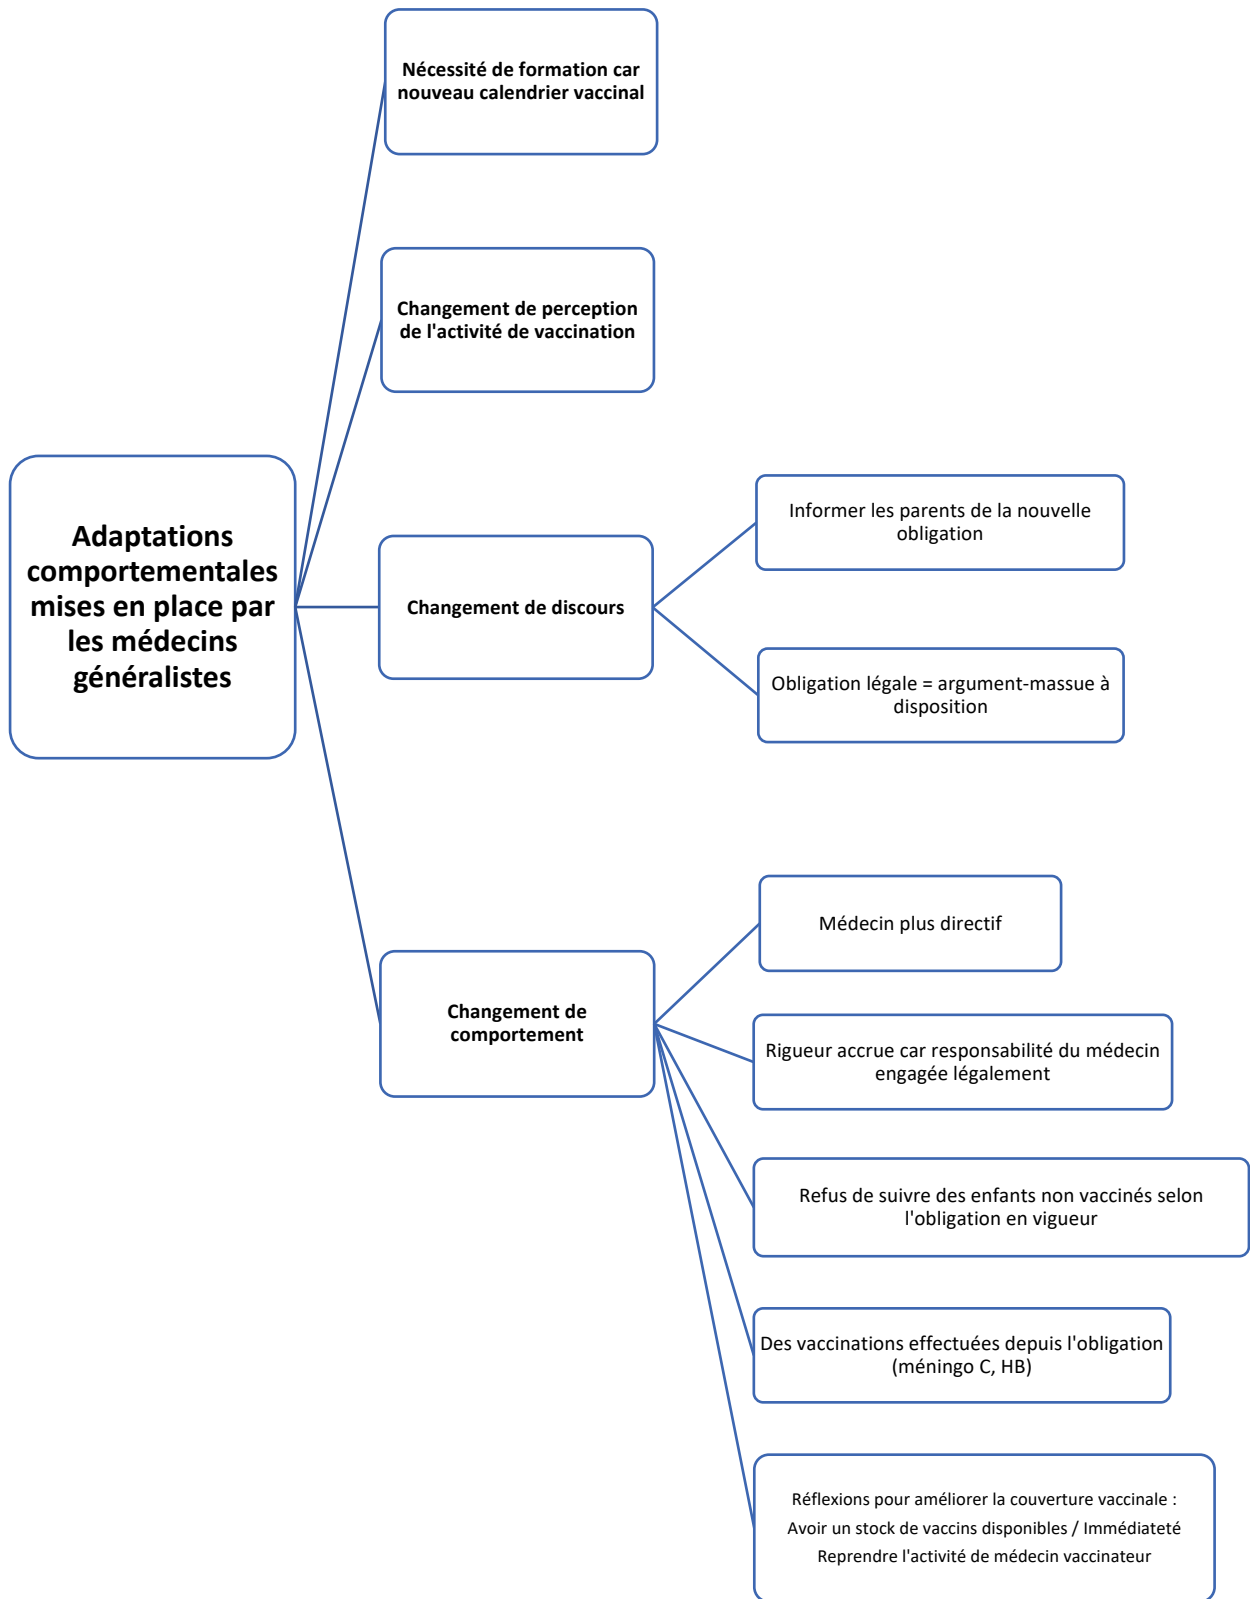 Nécessité de formation car
nouveau calendrier vaccinal
Changement de perception
de l'activité de vaccination
Adaptations
comportementales
mises en place par
les médecins
généralistes
Changement de discours
Informer les parents de la nouvelle
obligation
Obligation légale = argument-massue à
disposition
Changement de
comportement
Médecin plus directif
Rigueur accrue car responsabilité du médecin
engagée légalement
Refus de suivre des enfants non vaccinés selon
l'obligation en vigueur
Des vaccinations effectuées depuis l'obligation
(méningo C, HB)
Réflexions pour améliorer la couverture vaccinale :
Avoir un stock de vaccins disponibles / Immédiateté
Reprendre l'activité de médecin vaccinateur